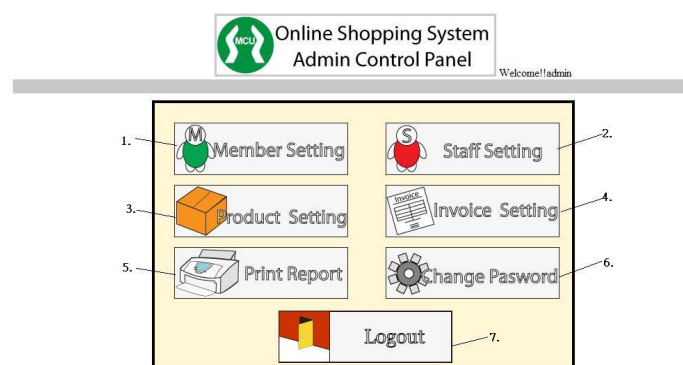 MCU
Online Shopping System
Admin Control Panel
Welcome!!admin
1.
M
Member Setting
S
Staff Setting
2.
3.
Product Setting
Invoice
Invoice Setting
4.
5.
Print Report
Change Pasword
6.
Logout
7.